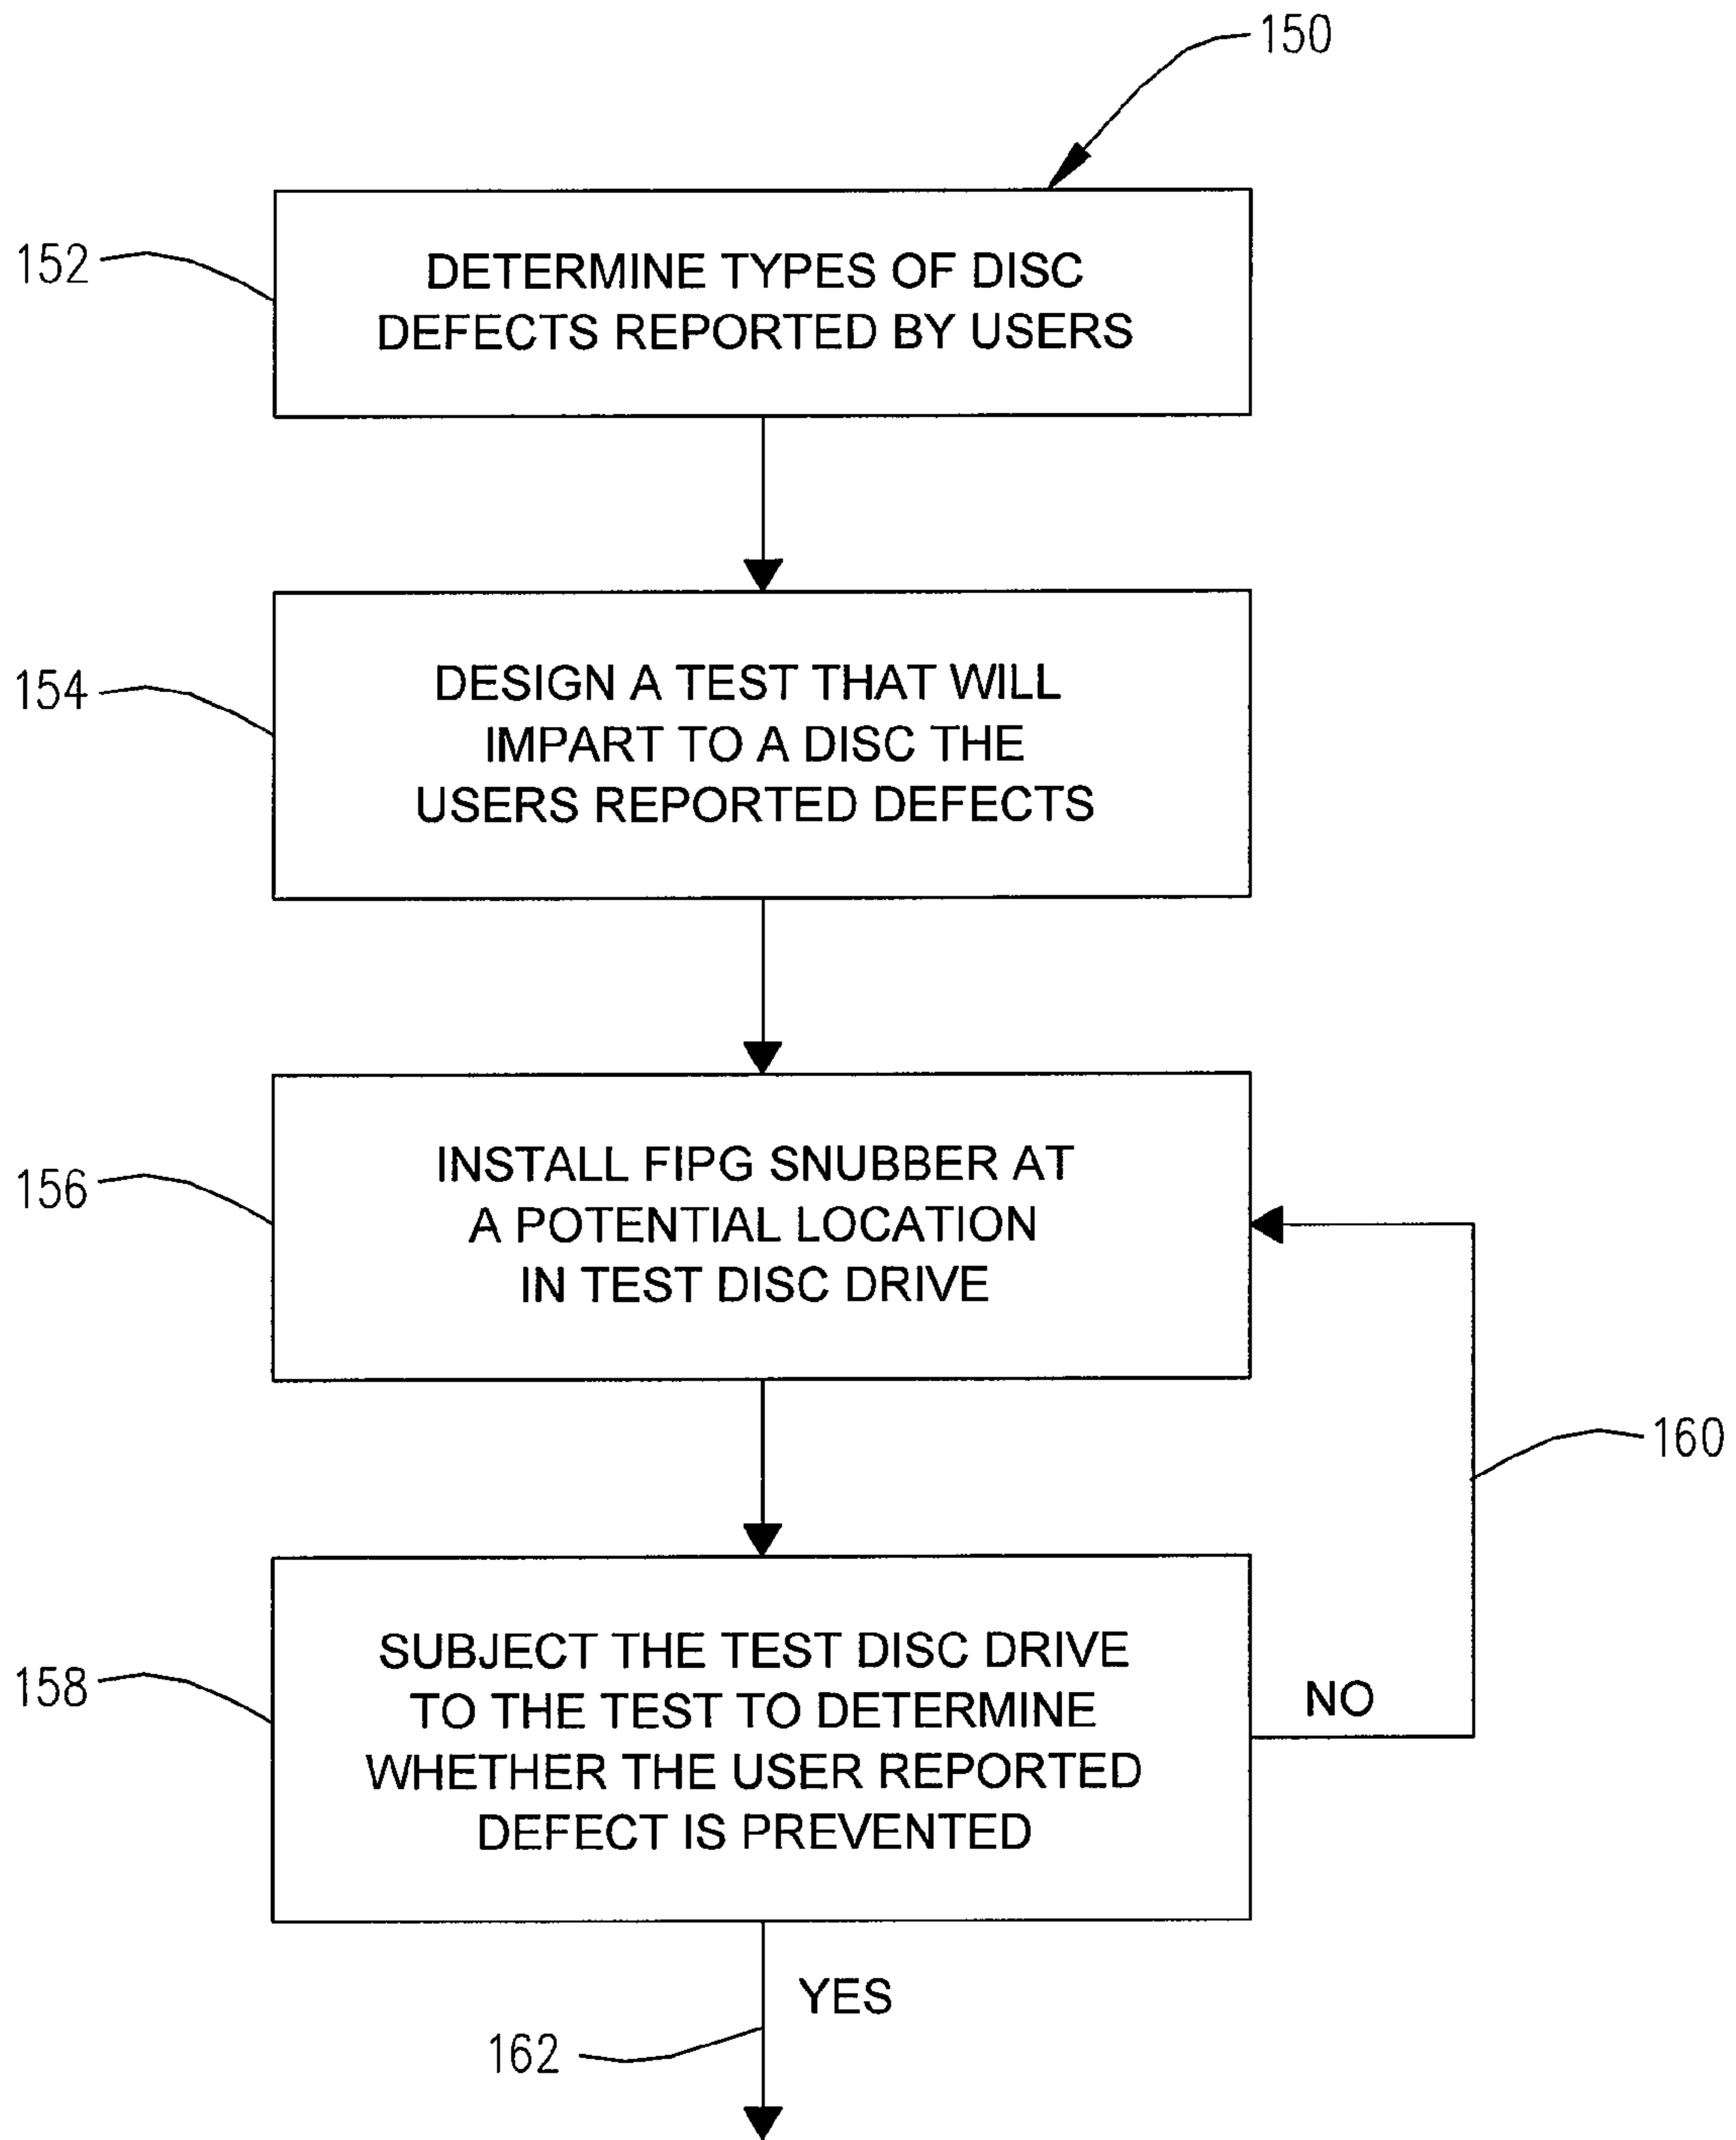 150
152
DETERMINE TYPES OF DISC
DEFECTS REPORTED BY USERS
154
DESIGN A TEST THAT WILL
IMPART TO A DISC THE
USERS REPORTED DEFECTS
156
INSTALL FIPG SNUBBER AT
A POTENTIAL LOCATION
IN TEST DISC DRIVE
160
158
SUBJECT THE TEST DISC DRIVE
TO THE TEST TO DETERMINE
WHETHER THE USER REPORTED
DEFECT IS PREVENTED
NO
YES
162